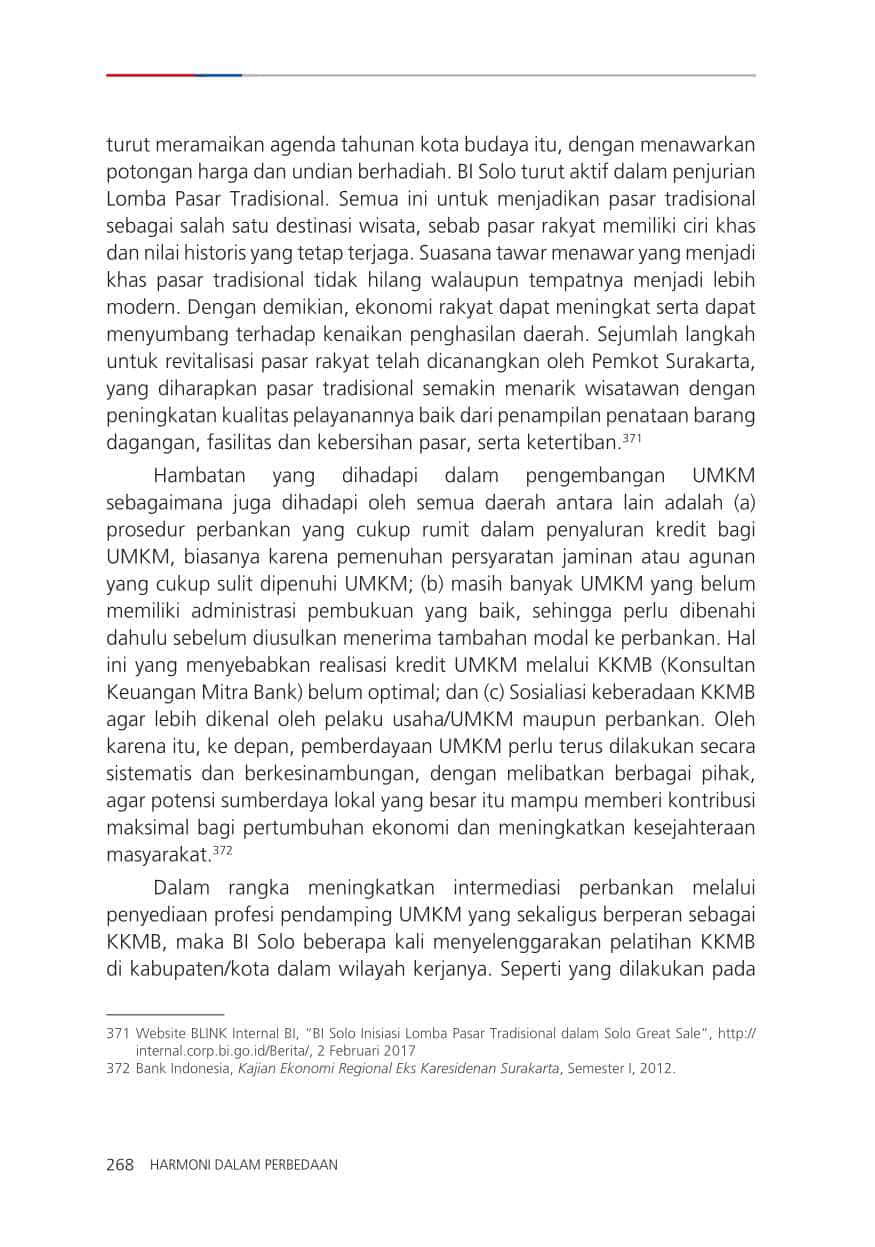 turut meramaikan agenda tahunan kota budaya itu, dengan menawarkan
potongan harga dan undian berhadiah. BI Solo turut aktif dalam penjurian
Lomba Pasar Tradisional. Semua ini untuk menjadikan pasar tradisional
sebagai salah satu destinasi wisata, sebab pasar rakyat memiliki ciri khas
dan nilai historis yang tetap terjaga. Suasana tawar menawar yang menjadi
khas pasar tradisional tidak hilang walaupun tempatnya menjadi lebih
modern. Dengan demikian, ekonomi rakyat dapat meningkat serta dapat
menyumbang terhadap kenaikan penghasilan daerah. Sejumlah langkah
untuk revitalisasi pasar rakyat telah dicanangkan oleh Pemkot Surakarta,
yang diharapkan pasar tradisional semakin menarik wisatawan dengan
peningkatan kualitas pelayanannya baik dari penampilan penataan barang
dagangan, fasilitas dan kebersihan pasar, serta ketertiban.371
Hambatan yang dihadapi dalam pengembangan UMKM
sebagaimana juga dihadapi oleh semua daerah antara lain adalah (a)
prosedur perbankan yang cukup rumit dalam penyaluran kredit bagi
UMKM, biasanya karena pemenuhan persyaratan jaminan atau agunan
yang cukup sulit dipenuhi UMKM; (b) masih banyak UMKM yang belum
memiliki administrasi pembukuan yang baik, sehingga perlu dibenahi
dahulu sebelum diusulkan menerima tambahan modal ke perbankan. Hal
ini yang menyebabkan realisasi kredit UMKM melalui KKMB (Konsultan
Keuangan Mitra Bank) belum optimal; dan (c) Sosialiasi keberadaan KKMB
agar lebih dikenal oleh pelaku usaha/UMKM maupun perbankan. Oleh
karena itu, ke depan, pemberdayaan UMKM perlu terus dilakukan secara
sistematis dan berkesinambungan, dengan melibatkan berbagai pihak,
agar potensi sumberdaya lokal yang besar itu mampu memberi kontribusi
maksimal bagi pertumbuhan ekonomi dan meningkatkan kesejahteraan
masyarakat.372
Dalam rangka meningkatkan intermediasi perbankan melalui
penyediaan profesi pendamping UMKM yang sekaligus berperan sebagai
KKMB, maka BI Solo beberapa kali menyelenggarakan pelatihan KKMB
di kabupaten/kota dalam wilayah kerjanya. Seperti yang dilakukan pada
371 Website BLINK Internal BI, "BI Solo Inisiasi Lomba Pasar Tradisional dalam Solo Great Sale", http://
internal.corp.bi.go.id/Berita/, 2 Februari 2017
372 Bank Indonesia, Kajian Ekonomi Regional Eks Karesidenan Surakarta, Semester I, 2012.
268 HARMONI DALAM PERBEDAAN